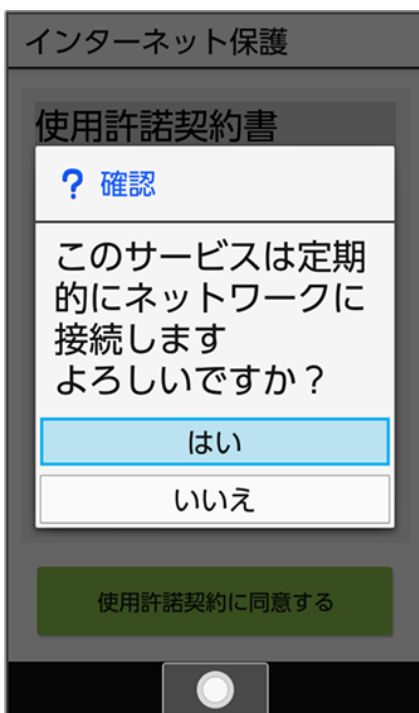 インターネット保護
使用許諾契約書
? 確認
このサービスは定期
的にネットワークに
接続します
よろしいですか？
はい
いいえ
使用許諾契約に同意する